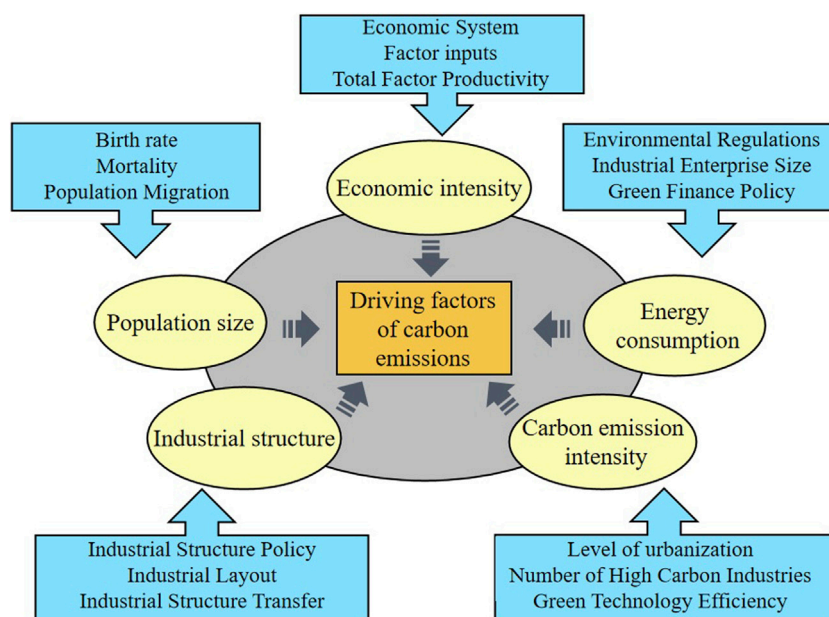 Economic System
Factor inputs
Total Factor Productivity
Birth rate
Mortality
Population Migration
Environmental Regulations
Industrial Enterprise Size
Green Finance Policy
Economic intensity
Population size
Driving factors
of carbon
emissions
Energy
consumption
Industrial structure
Carbon emission
intensity
Industrial Structure Policy
Industrial Layout
Industrial Structure Transfer
Level of urbanization
Number of High Carbon Industries
Green Technology Efficiency